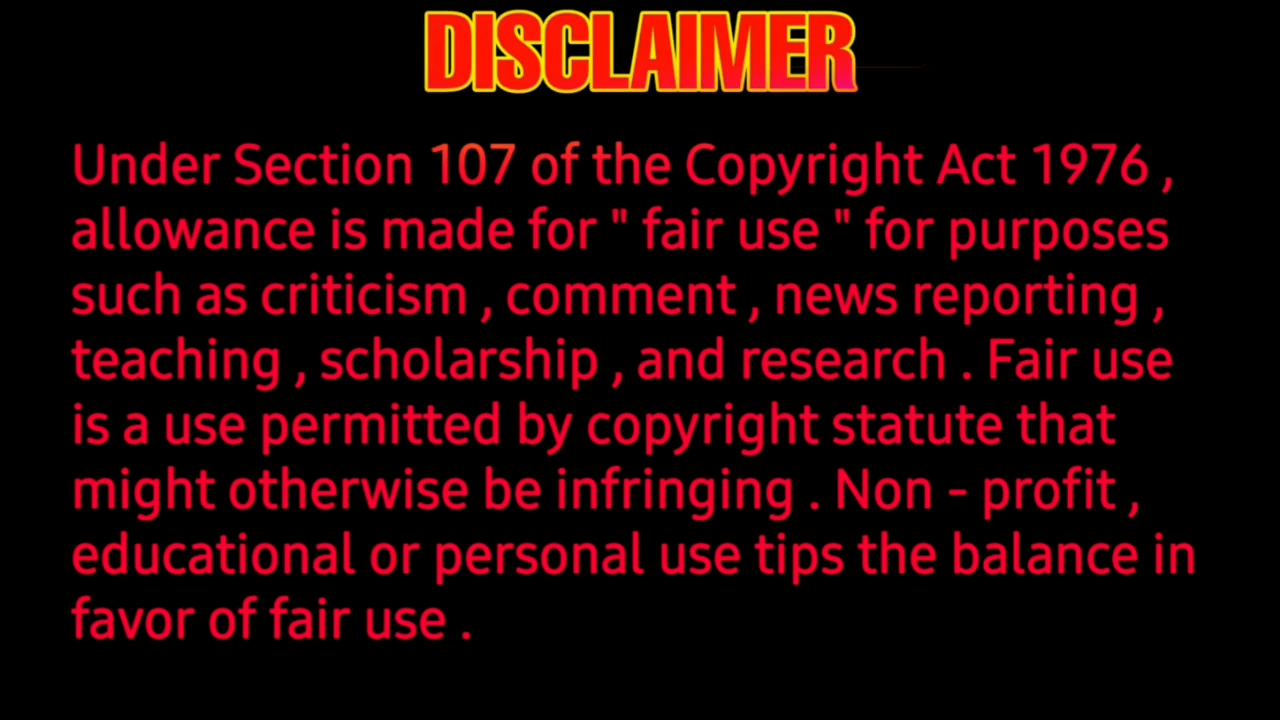 DISCLAIMER
Under Section 107 of the Copyright Act 1976 ,
allowance is made for " fair use " for purposes
such as criticism , comment , news reporting ,
teaching , scholarship , and research . Fair use
is a use permitted by copyright statute that
might otherwise be infringing . Non - profit ,
educational or personal use tips the balance in
favor of fair use .